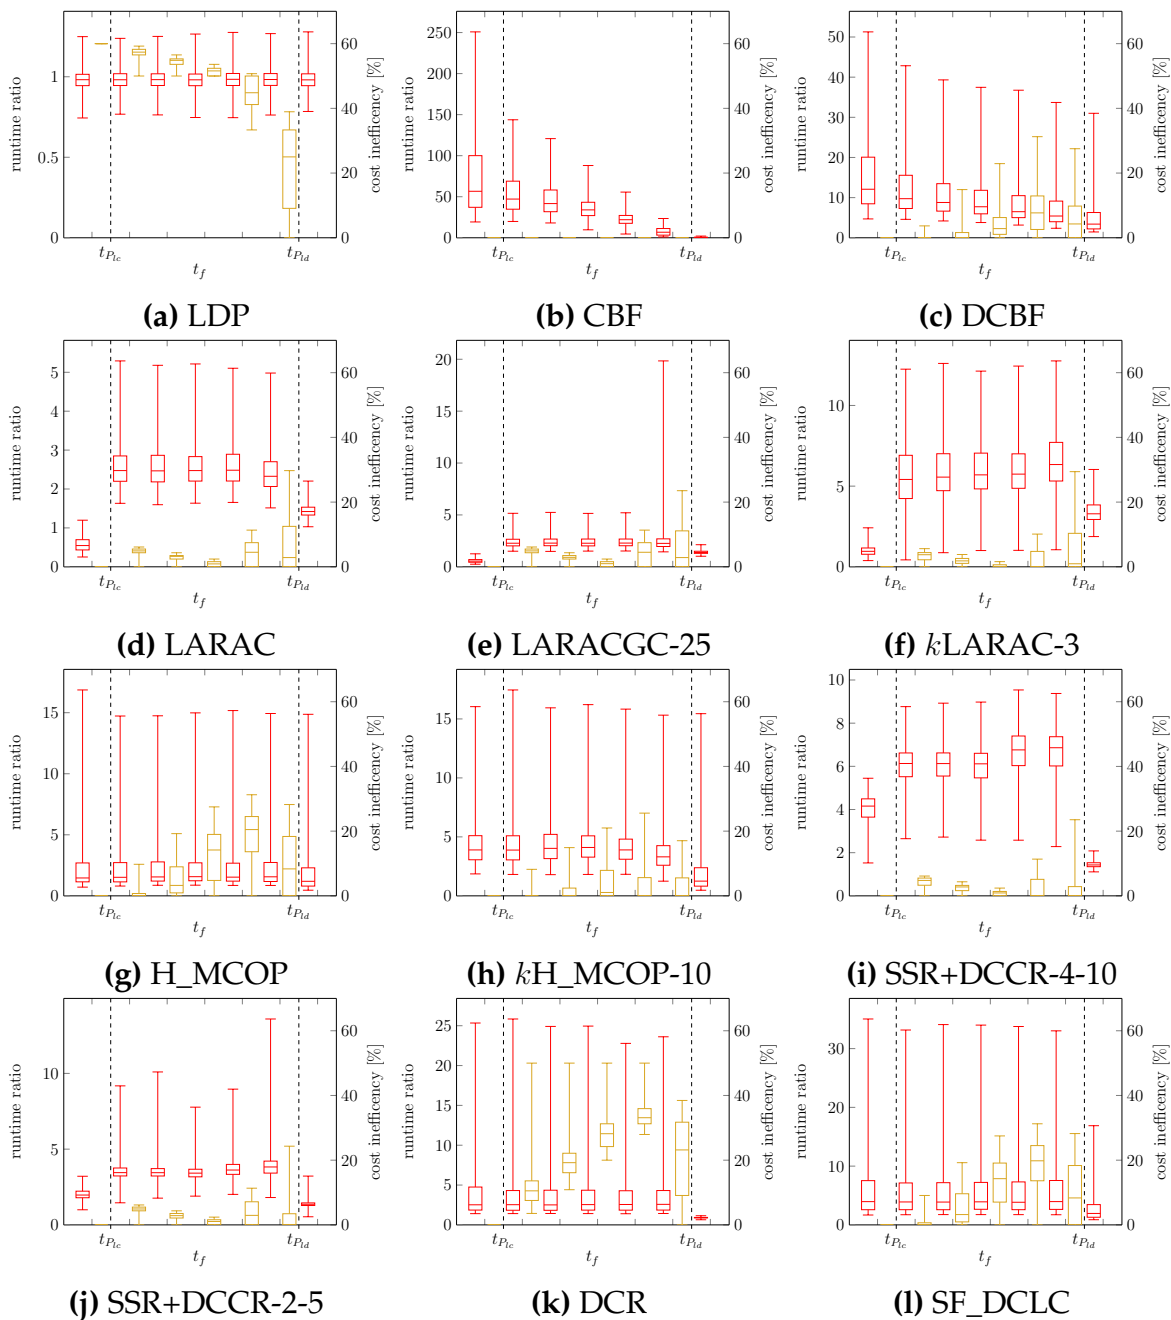 runtime ratio
1
0.5
60
40
20
0
cost inefficency [%]
t_{P_{lc}} t_{P_{ld}}
t_f
(a) LDP
runtime ratio
250
200
150
100
50
0
60
40
20
0
cost inefficency [%]
t_{P_{lc}} t_{P_{ld}}
t_f
(b) CBF
runtime ratio
50
40
30
20
10
0
60
40
20
0
cost inefficency [%]
t_{P_{lc}} t_{P_{ld}}
t_f
(c) DCBF
runtime ratio
5
4
3
2
1
0
60
40
20
0
cost inefficency [%]
t_{P_{lc}} t_{P_{ld}}
t_f
(d) LARAC
runtime ratio
20
15
10
5
0
60
40
20
0
cost inefficency [%]
t_{P_{lc}} t_{P_{ld}}
t_f
(e) LARACGC-25
runtime ratio
10
5
0
60
40
20
0
cost inefficency [%]
t_{P_{lc}} t_{P_{ld}}
t_f
(f) kLARAC-3
runtime ratio
15
10
5
0
60
40
20
0
cost inefficency [%]
t_{P_{lc}} t_{P_{ld}}
t_f
(g) H_MCOP
runtime ratio
15
10
5
0
60
40
20
0
cost inefficency [%]
t_{P_{lc}} t_{P_{ld}}
t_f
(h) kH_MCOP-10
runtime ratio
10
8
6
4
2
0
60
40
20
0
cost inefficency [%]
t_{P_{lc}} t_{P_{ld}}
t_f
(i) SSR+DCCR-4-10
runtime ratio
10
5
0
60
40
20
0
cost inefficency [%]
t_{P_{lc}} t_{P_{ld}}
t_f
(j) SSR+DCCR-2-5
runtime ratio
25
20
15
10
5
0
60
40
20
0
cost inefficency [%]
t_{P_{lc}} t_{P_{ld}}
t_f
(k) DCR
runtime ratio
30
20
10
0
60
40
20
0
cost inefficency [%]
t_{P_{lc}} t_{P_{ld}}
t_f
(l) SF_DCLC